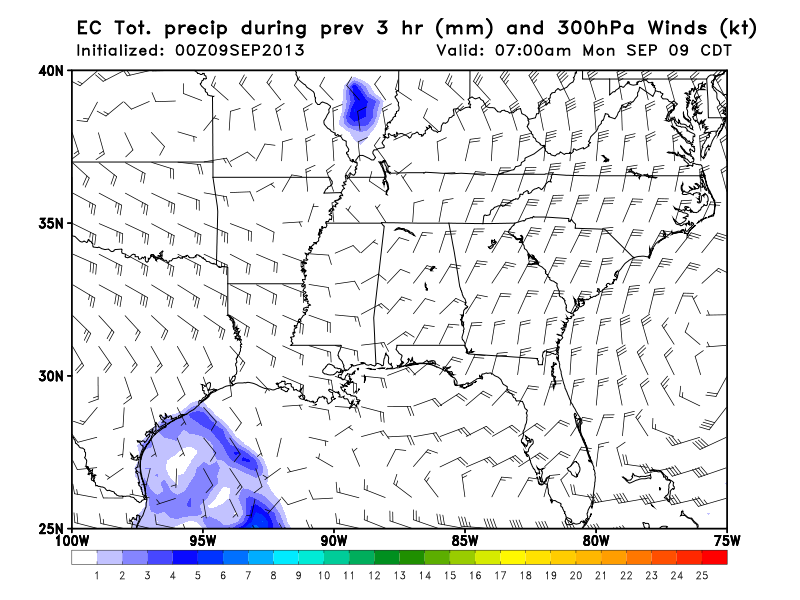 EC Tot. precip during prev 3 hr (mm) and 300hPa Winds (kt)
Initialized: 00Z09SEP2013 Valid: 07:00am Mon SEP 09 CDT
40N
35N
30N
25N
100W 95W 90W 85W 80W 75W
1 2 3 4 5 6 7 8 9 10 11 12 13 14 15 16 17 18 19 20 21 22 23 24 25